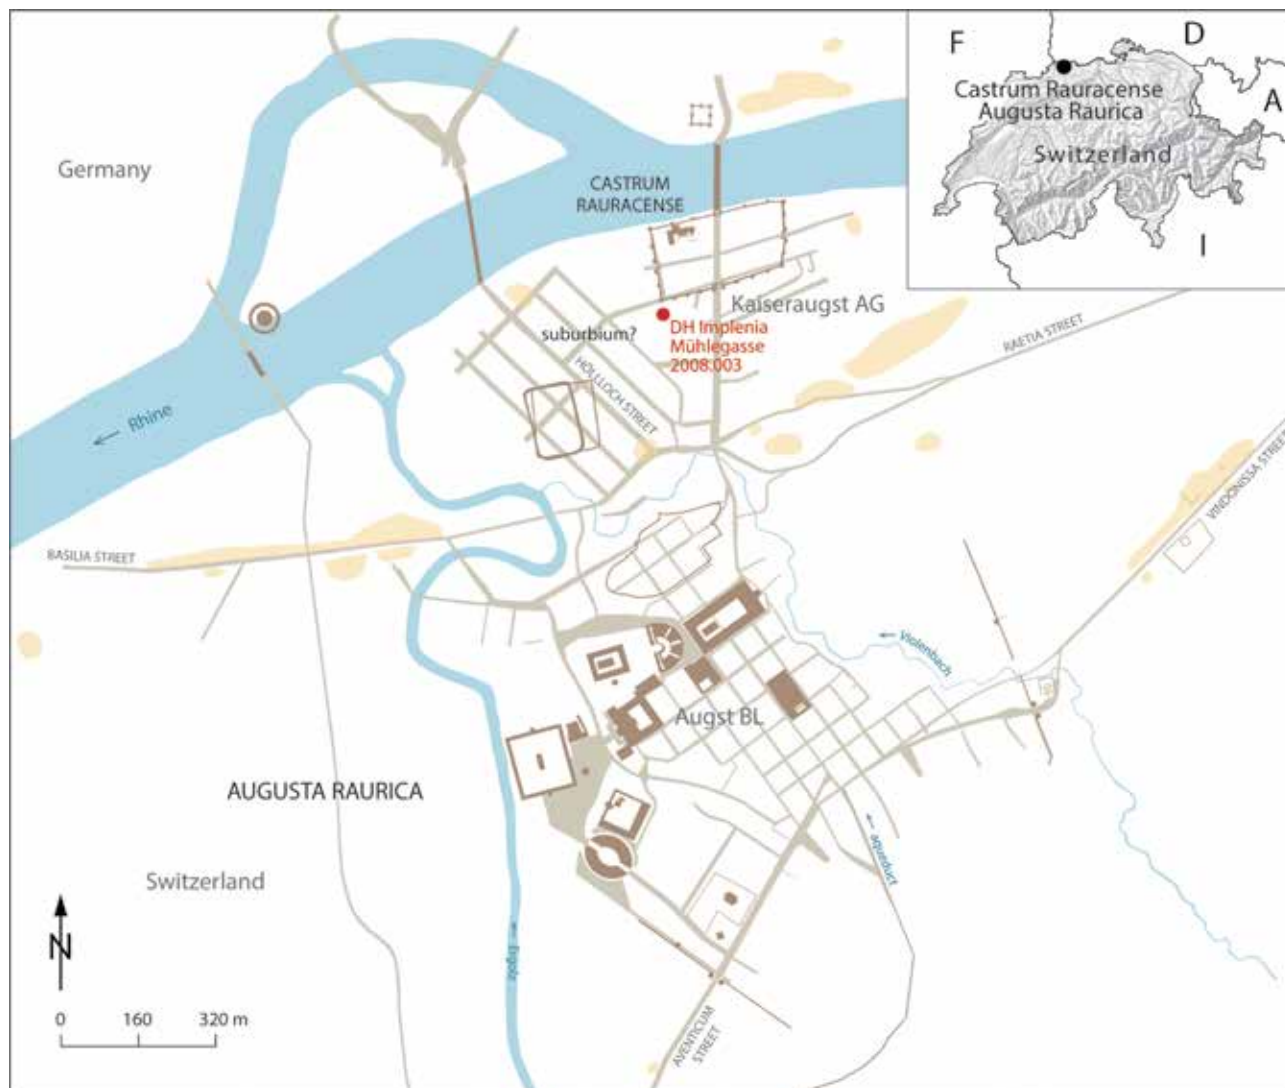 F
D
Castrum Rauracense
Augusta Raurica
A
Switzerland
I
Germany
CASTRUM
RAURACENSE
Kaiseraugst AG
DH Implenia
Mühlegasse
2008.003
suburbium?
HÖLLLOCH STREET
RAETIA STREET
← Rhine
VINDONISSA STREET
BASILIA STREET
← Violenbach
Augst BL
AUGUSTA RAURICA
← aqueduct
Switzerland
← Ergolz
N
0 160 320 m
AVENTICUM
STREET